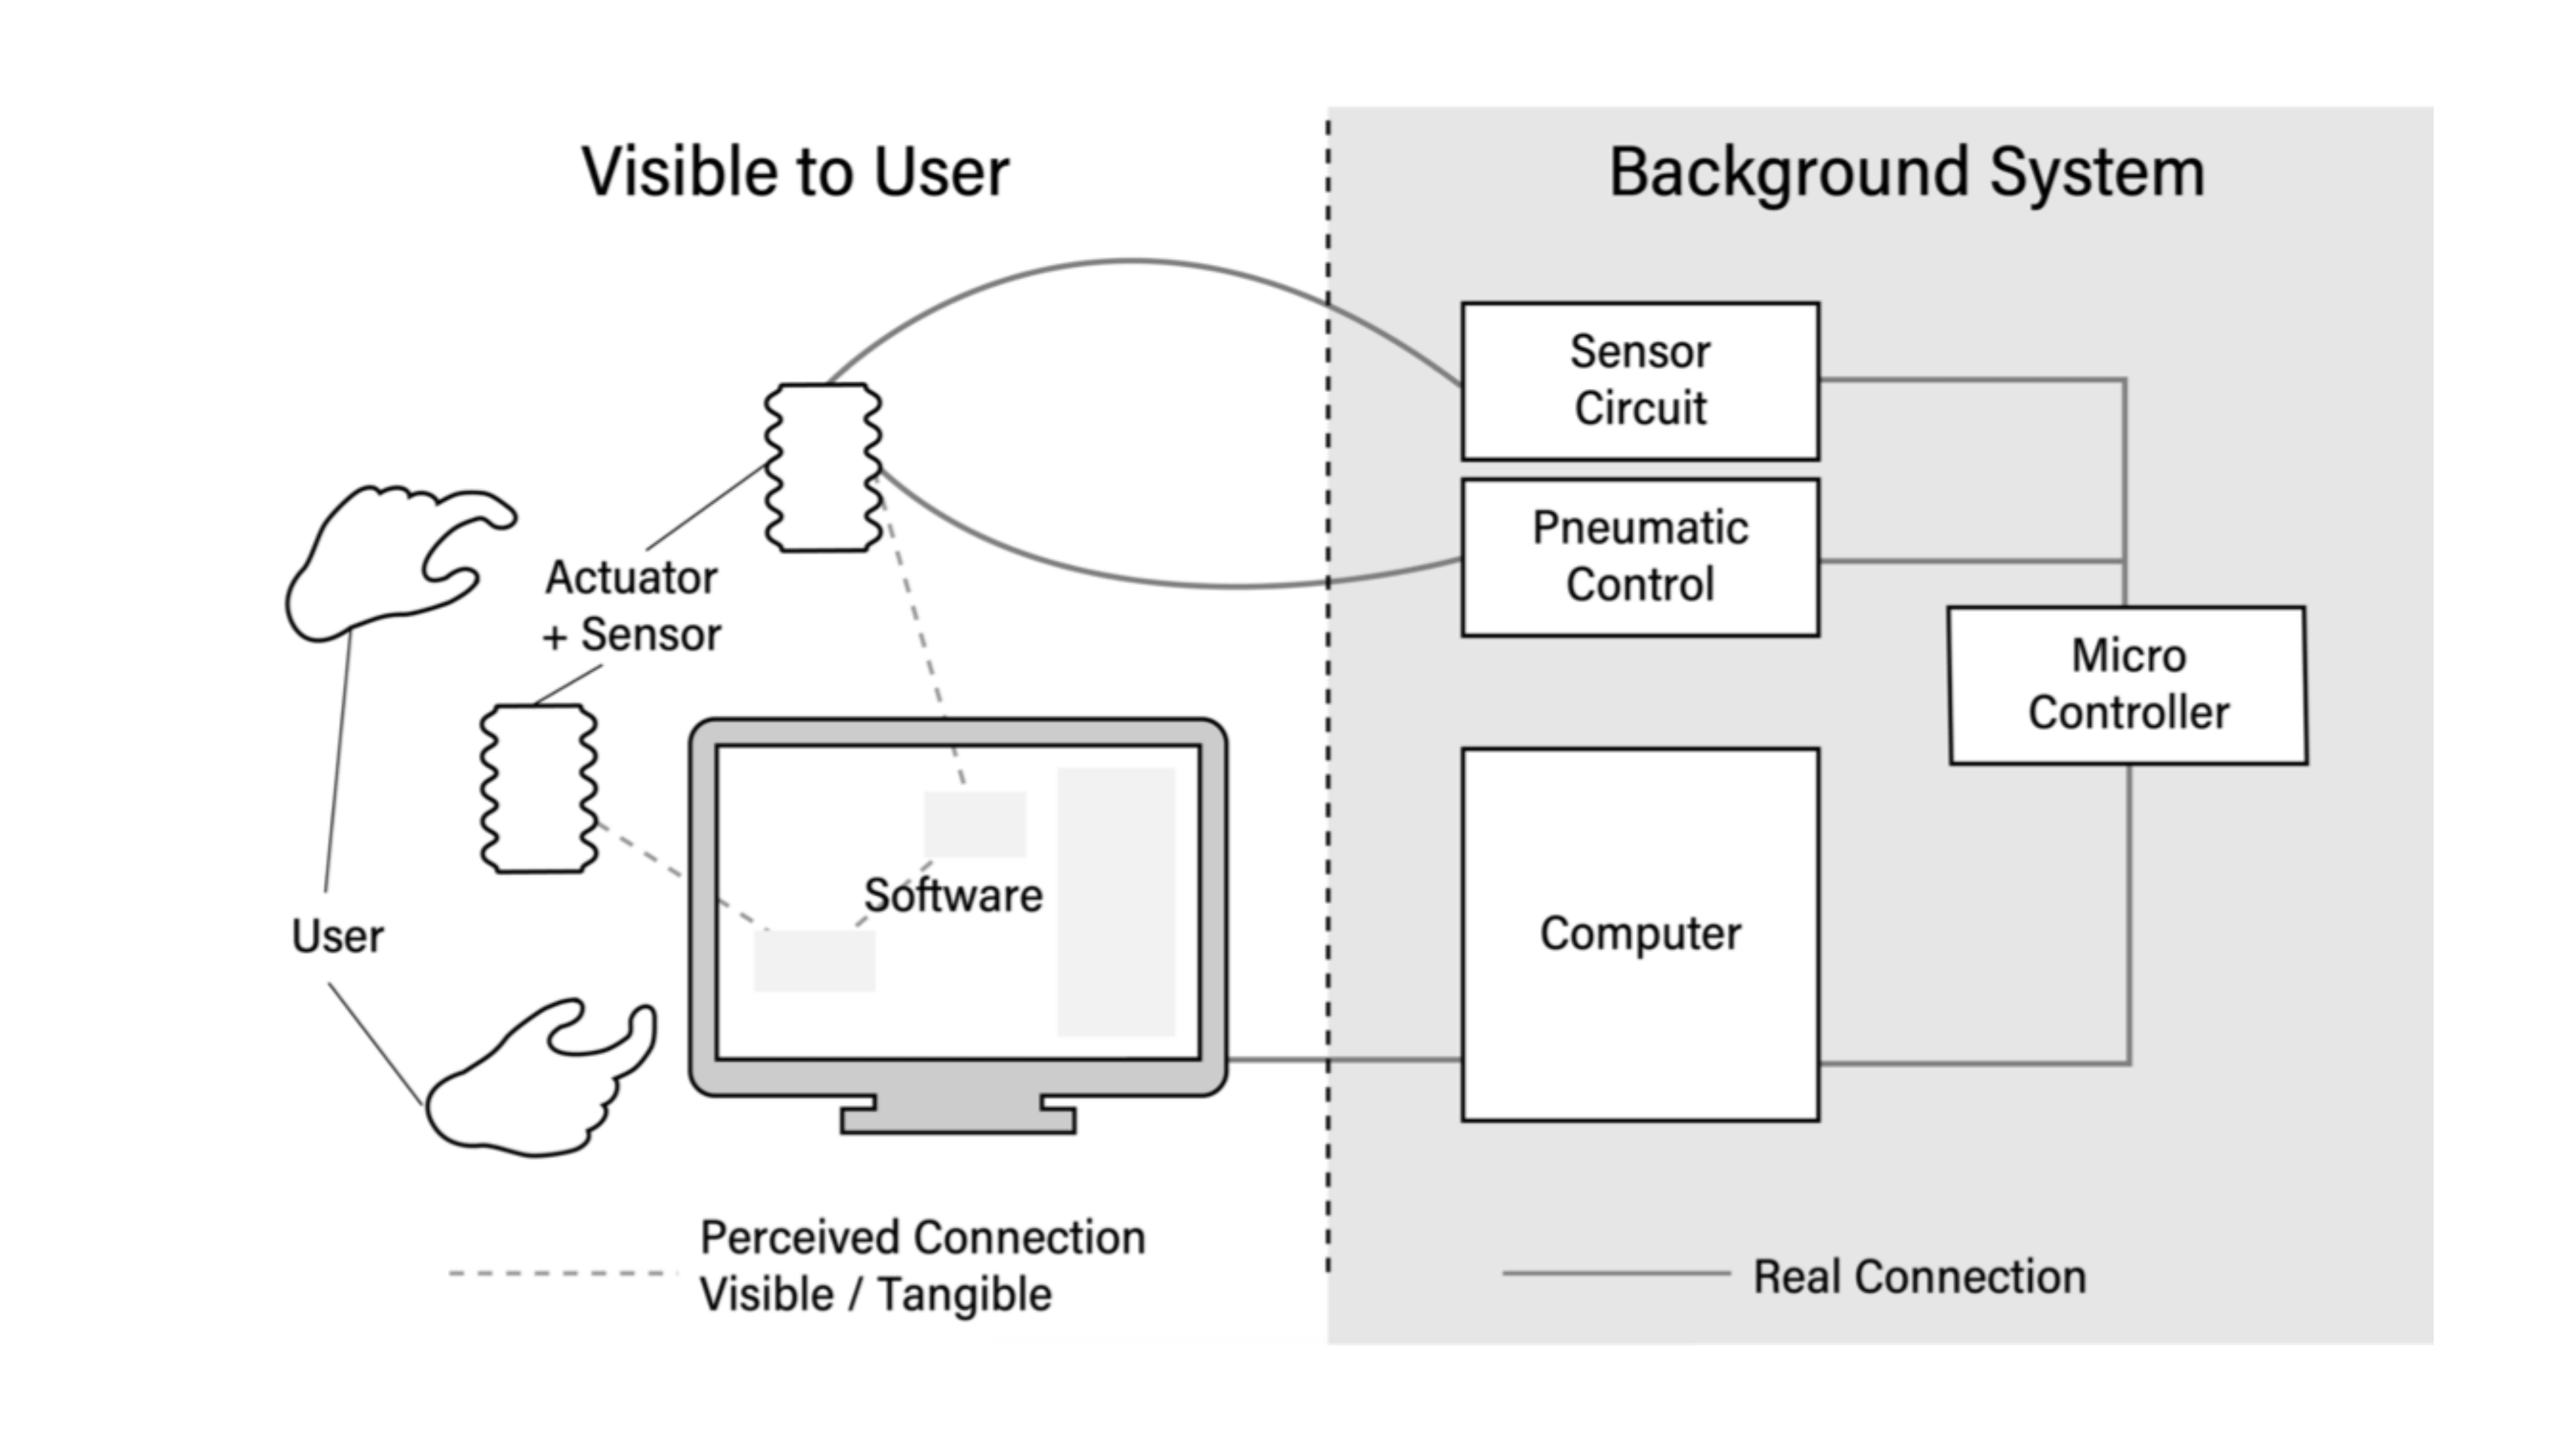 Visible to User
Background System
Sensor
Circuit
Pneumatic
Control
Actuator
+ Sensor
Micro
Controller
Software
Computer
User
Perceived Connection
Visible / Tangible
Real Connection